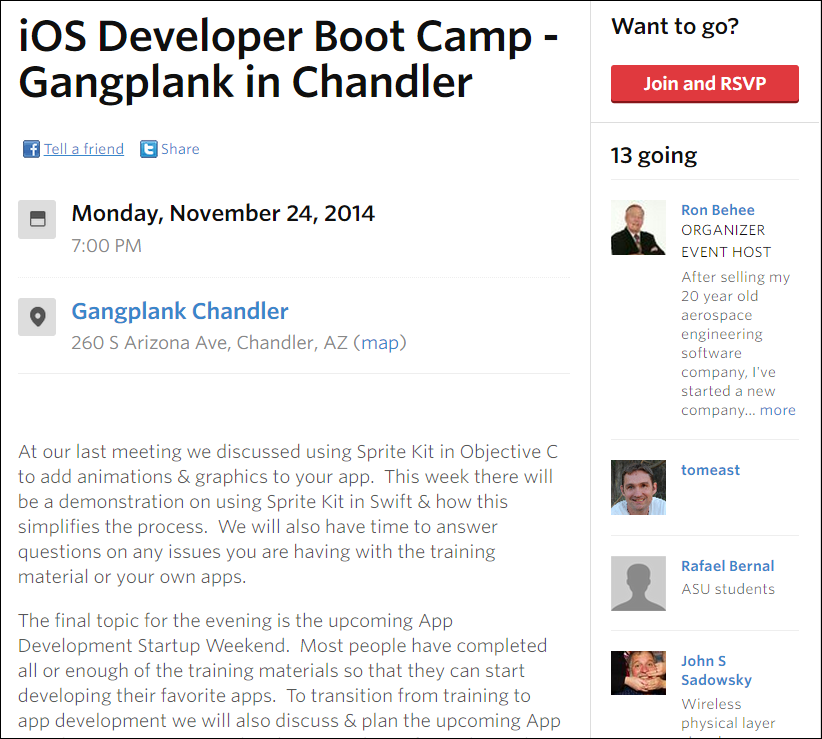 iOS Developer Boot Camp -
Gangplank in Chandler
Tell a friend Share
Monday, November 24, 2014
7:00 PM
Gangplank Chandler
260 S Arizona Ave, Chandler, AZ (map)
At our last meeting we discussed using Sprite Kit in Objective C
to add animations & graphics to your app.  This week there will
be a demonstration on using Sprite Kit in Swift & how this
simplifies the process.  We will also have time to answer
questions on any issues you are having with the training
material or your own apps.
The final topic for the evening is the upcoming App
Development Startup Weekend.  Most people have completed
all or enough of the training materials so that they can start
developing their favorite apps.  To transition from training to
app development we will also discuss & plan the upcoming App
Want to go?
Join and RSVP
13 going
Ron Behee
ORGANIZER
EVENT HOST
After selling my
20 year old
aerospace
engineering
software
company, I've
started a new
company... more
tomeast
Rafael Bernal
ASU students
John S
Sadowsky
Wireless
physical layer